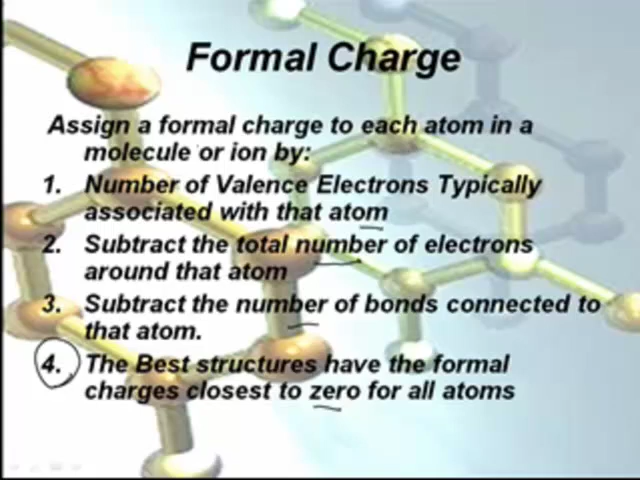 Formal Charge
Assign a formal charge to each atom in a
molecule or ion by:
1. Number of Valence Electrons Typically
associated with that atom
2. Subtract the total number of electrons
around that atom
3. Subtract the number of bonds connected to
that atom.
4. The Best structures have the formal
charges closest to zero for all atoms